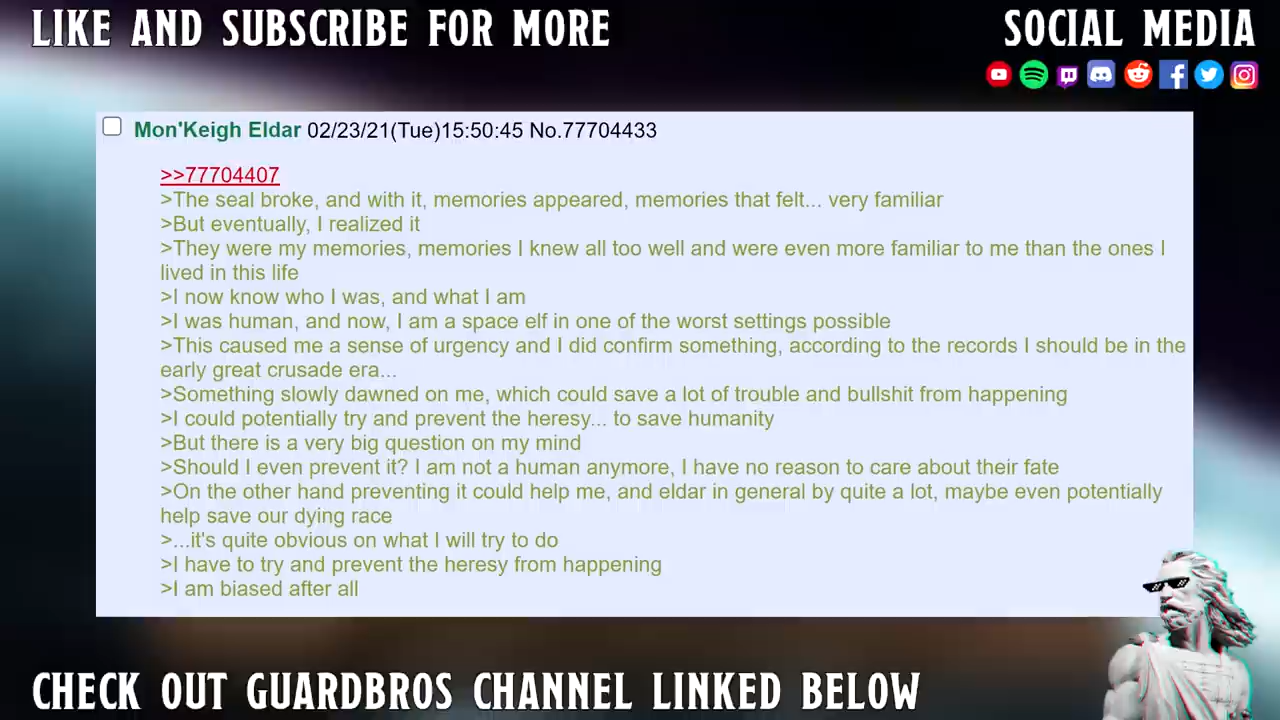 LIKE AND SUBSCRIBE FOR MORE
SOCIAL MEDIA
Mon'Keigh Eldar 02/23/21(Tue)15:50:45 No.77704433
>>77704407
>The seal broke, and with it, memories appeared, memories that felt... very familiar
>But eventually, I realized it
>They were my memories, memories I knew all too well and were even more familiar to me than the ones I
lived in this life
>I now know who I was, and what I am
>I was human, and now, I am a space elf in one of the worst settings possible
>This caused me a sense of urgency and I did confirm something, according to the records I should be in the
early great crusade era...
>Something slowly dawned on me, which could save a lot of trouble and bullshit from happening
>I could potentially try and prevent the heresy... to save humanity
>But there is a very big question on my mind
>Should I even prevent it? I am not a human anymore, I have no reason to care about their fate
>On the other hand preventing it could help me, and eldar in general by quite a lot, maybe even potentially
help save our dying race
>...it's quite obvious on what I will try to do
>I have to try and prevent the heresy from happening
>I am biased after all
CHECK OUT GUARDBROS CHANNEL LINKED BELOW